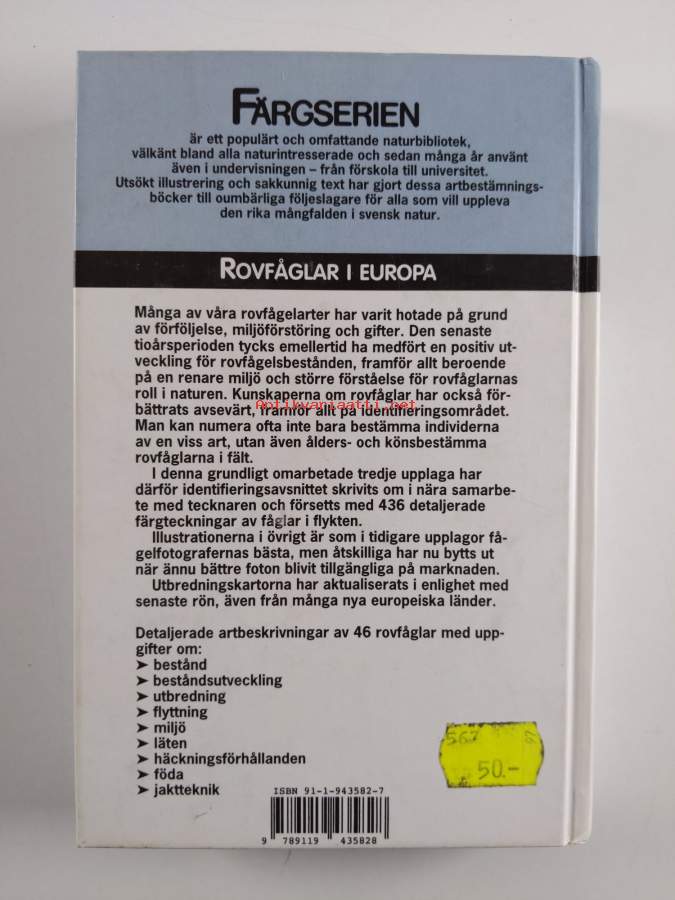 FÄRGSERIEN
är ett populärt och omfattande naturbibliotek,
välkänt bland alla naturintresserade och sedan många år använt
även i undervisningen – från förskola till universitet.
Utsökt illustrering och sakkunnig text har gjort dessa artbestämnings-
böcker till oumbärliga följeslagare för alla som vill uppleva
den rika mångfalden i svensk natur.
ROVFÅGLAR I EUROPA
Många av våra rovfågelarter har varit hotade på grund
av förföljelse, miljöförstöring och gifter. Den senaste
tioårsperioden tycks emellertid ha medfört en positiv ut-
veckling för rovfågelsbestånden, framför allt beroende
på en renare miljö och större förståelse för rovfåglarnas
roll i naturen. Kunskaperna om rovfåglar har också för-
Antikvariaatti.net
bättrats avsevärt, framför allt på identifieringsområdet.
Man kan numera ofta inte bara bestämma individerna
av en viss art, utan även ålders- och könsbestämma
rovfåglarna i fält.
I denna grundligt omarbetade tredje upplaga har
därför identifieringsavsnittet skrivits om i nära samarbe-
te med tecknaren och försetts med 436 detaljerade
färgteckningar av fåglar i flykten.
Illustrationerna i övrigt är som i tidigare upplagor få-
gelfotografernas bästa, men åtskilliga har nu bytts ut
när ännu bättre foton blivit tillgängliga på marknaden.
Utbredningskartorna har aktualiserats i enlighet med
senaste rön, även från många nya europeiska länder.
Detaljerade artbeskrivningar av 46 rovfåglar med upp-
gifter om:
➤ bestånd
➤ beståndsutveckling
➤ utbredning
➤ flyttning
➤ miljö
➤ läten
➤ häckningsförhållanden
➤ föda
➤ jaktteknik
567 97
50.-
ISBN 91-1-943582-7
9 789119 435828